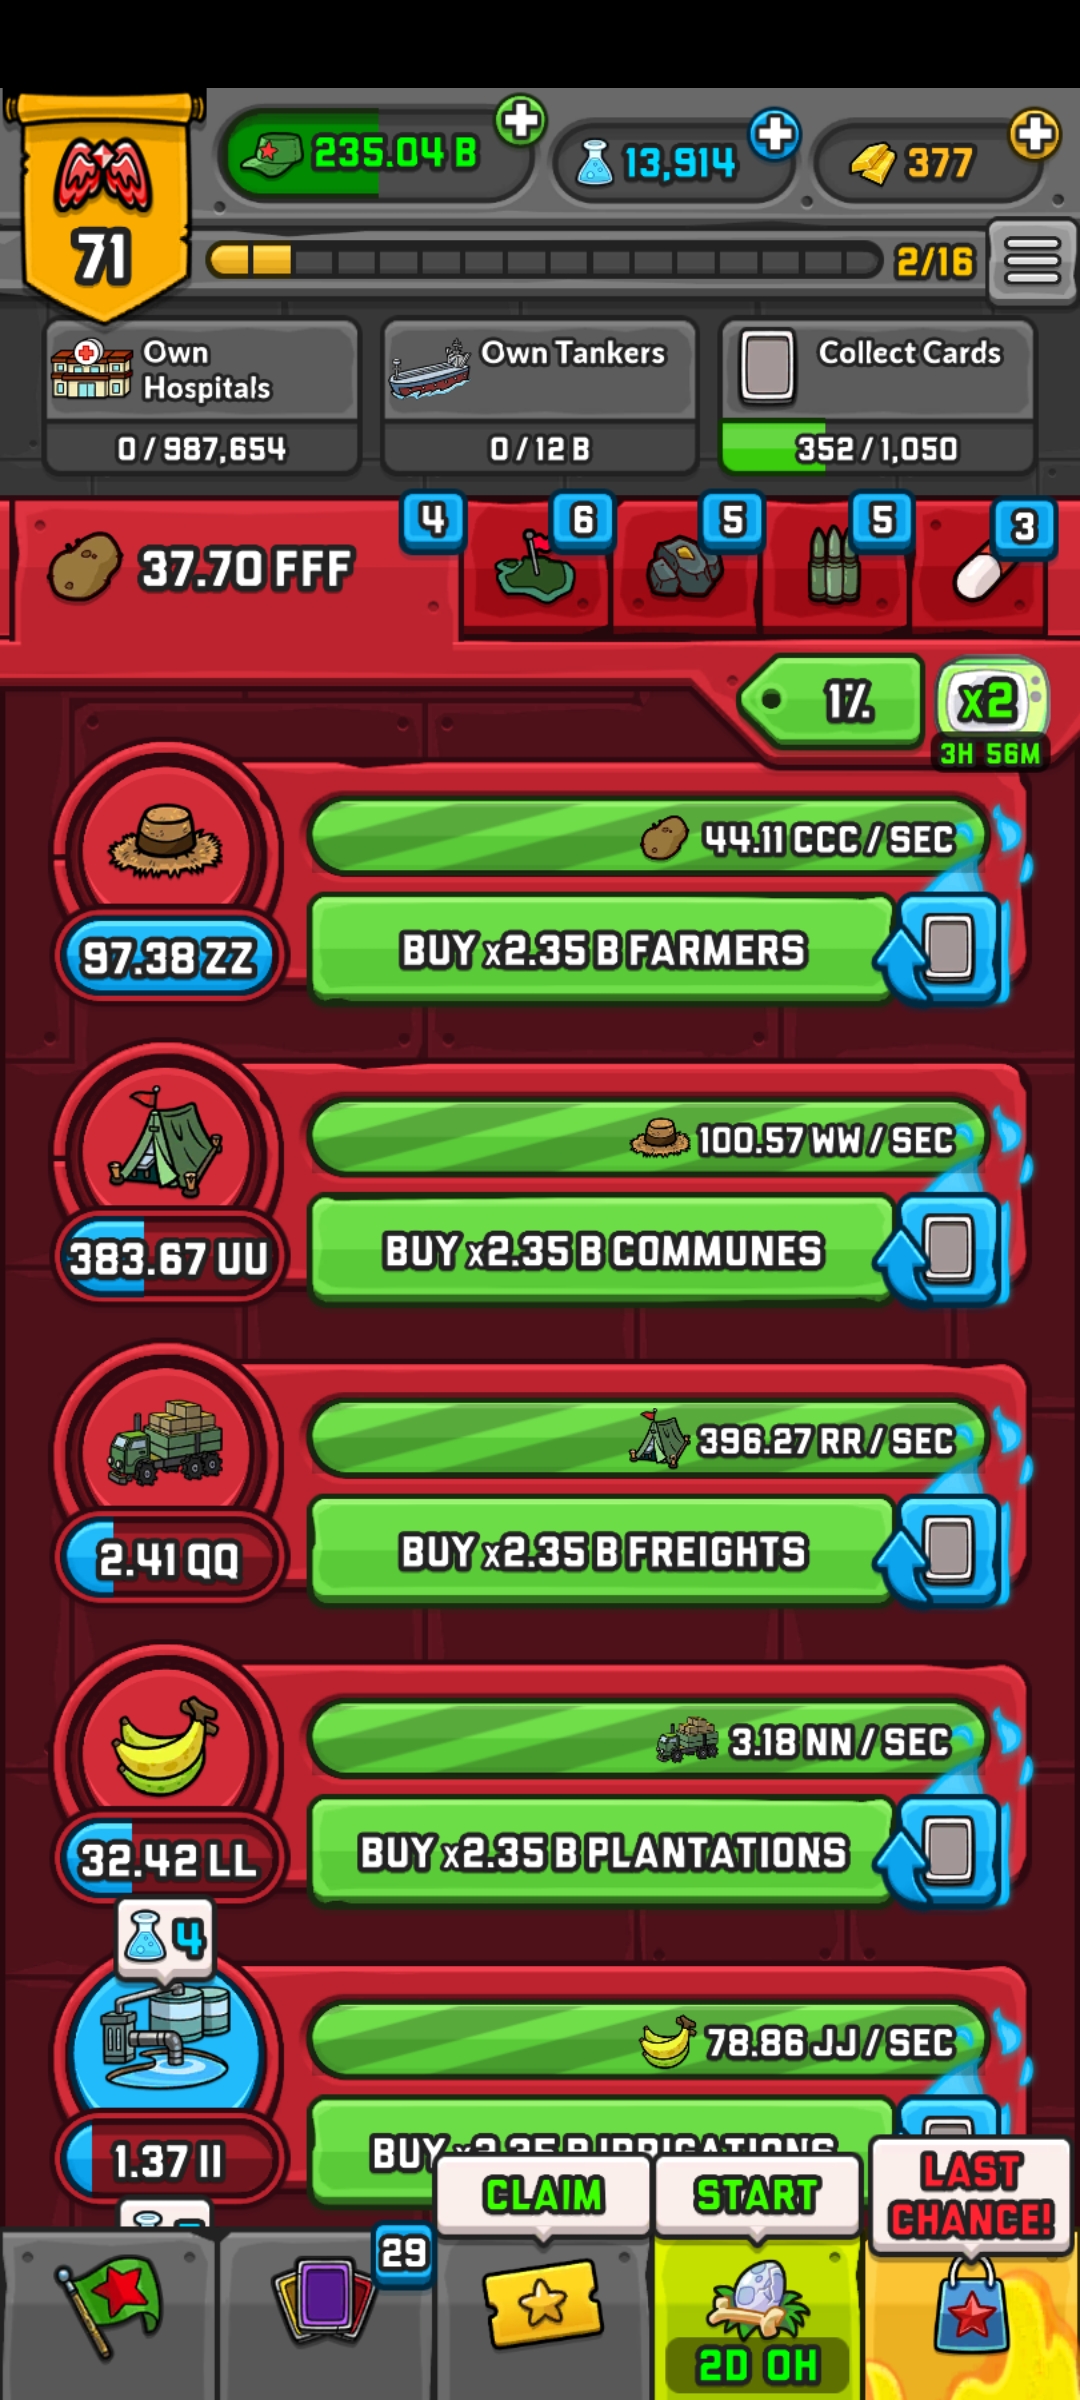 71
235.04 B
13,914
377
2/16
Own
Hospitals
0 / 987,654
Own Tankers
0 / 12 B
Collect Cards
352 / 1,050
37.70 FFF
4
6
5
5
3
1%
x2
3H 56M
44.11 CCC / SEC
97.38 ZZ
BUY x2.35 B FARMERS
100.57 WW / SEC
383.67 UU
BUY x2.35 B COMMUNES
396.27 RR / SEC
2.41 QQ
BUY x2.35 B FREIGHTS
3.18 NN / SEC
32.42 LL
BUY x2.35 B PLANTATIONS
4
78.86 JJ / SEC
1.37 II
BUY x2.35 B IRRIGATIONS
CLAIM
START
LAST
CHANCE!
29
2D 0H